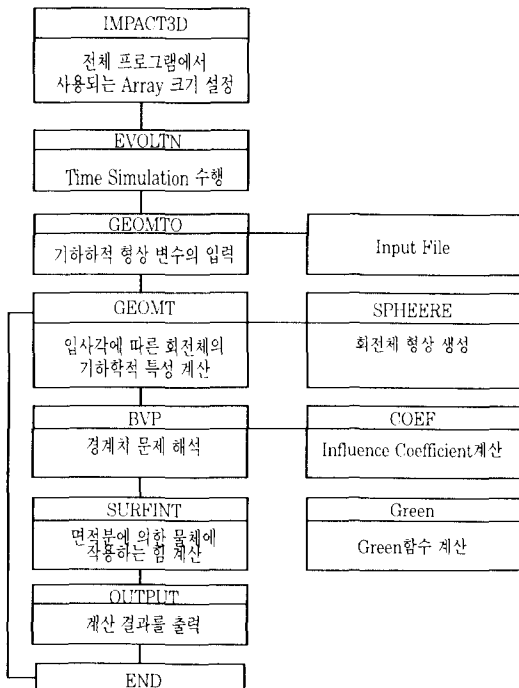 IMPACT3D
전체 프로그램에서
사용되는 Array 크기 설정
EVOLTN
Time Simulation 수행
GEOMTO
기하하적 형상 변수의 입력
Input File
GEOMT
입사각에 따른 회전체의
기하학적 특성 계산
SPHEERE
회전체 형상 생성
BVP
경계치 문제 해석
COEF
Influence Coefficient계산
SURFINT
면적분에 의한 물체에
작용하는 힘 계산
Green
Green함수 계산
OUTPUT
계산 결과를 출력
END